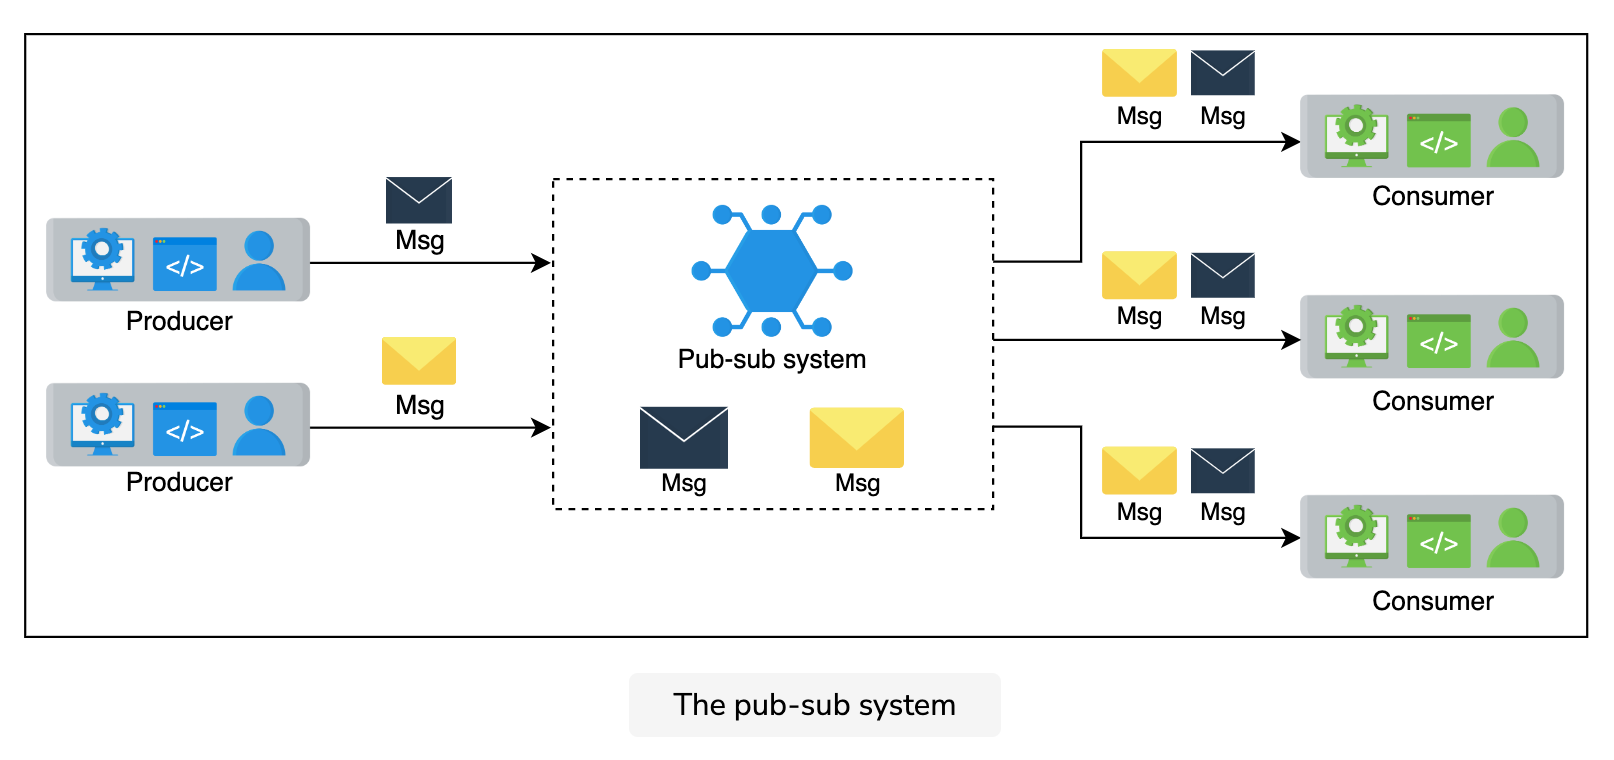 Msg
Producer
</>
Msg
Producer
</>
Pub-sub system
Msg
Msg
Msg
Msg
</>
Consumer
Msg
Msg
</>
Consumer
Msg
Msg
</>
Consumer
The pub-sub system